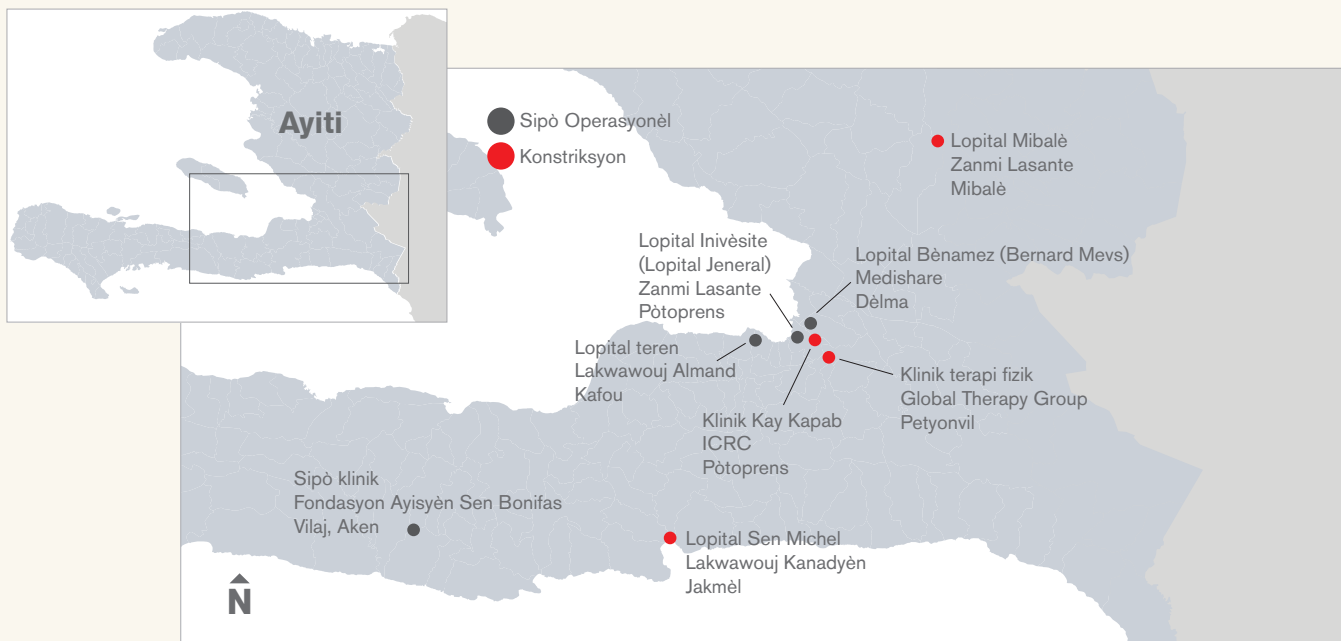 Ayiti
Sipò Operasyonèl
Konstriksyon
Lopital Mibalè
Zanmi Lasante
Mibalè
Lopital Inivèsite
(Lopital Jeneral)
Zanmi Lasante
Pòtoprens
Lopital Bènamez (Bernard Mevs)
Medishare
Dèlma
Lopital teren
Lakwawouj Almand
Kafou
Klinik terapi fizik
Global Therapy Group
Petyonvil
Klinik Kay Kapab
ICRC
Pòtoprens
Sipò klinik
Fondasyon Ayisyèn Sen Bonifas
Vilaj, Aken
Lopital Sen Michel
Lakwawouj Kanadyèn
Jakmèl
N